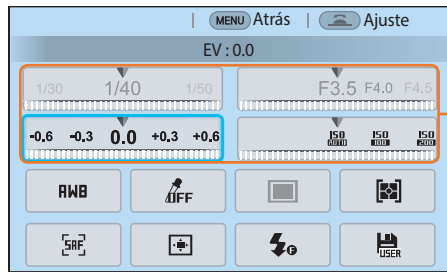 | MENU Atrás | Ajuste
EV : 0.0
1/30 1/40 1/50 F3.5 F4.0 F4.5
-0.6 -0.3 0.0 +0.3 +0.6 ISO AUTO ISO 100 ISO 200
AWB OFF
SAF USER